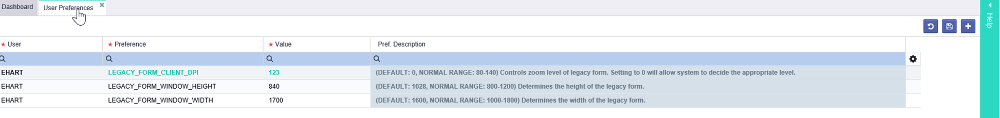 Dashboard
User Preferences
Help
* User * Preference * Value Pref. Description
EHART LEGACY_FORM_CLIENT_DPI 123 (DEFAULT: 0, NORMAL RANGE: 80-140) Controls zoom level of legacy form. Setting to 0 will allow system to decide the appropriate level.
EHART LEGACY_FORM_WINDOW_HEIGHT 840 (DEFAULT: 1028, NORMAL RANGE: 800-1200) Determines the height of the legacy form.
EHART LEGACY_FORM_WINDOW_WIDTH 1700 (DEFAULT: 1600, NORMAL RANGE: 1000-1800) Determines the width of the legacy form.